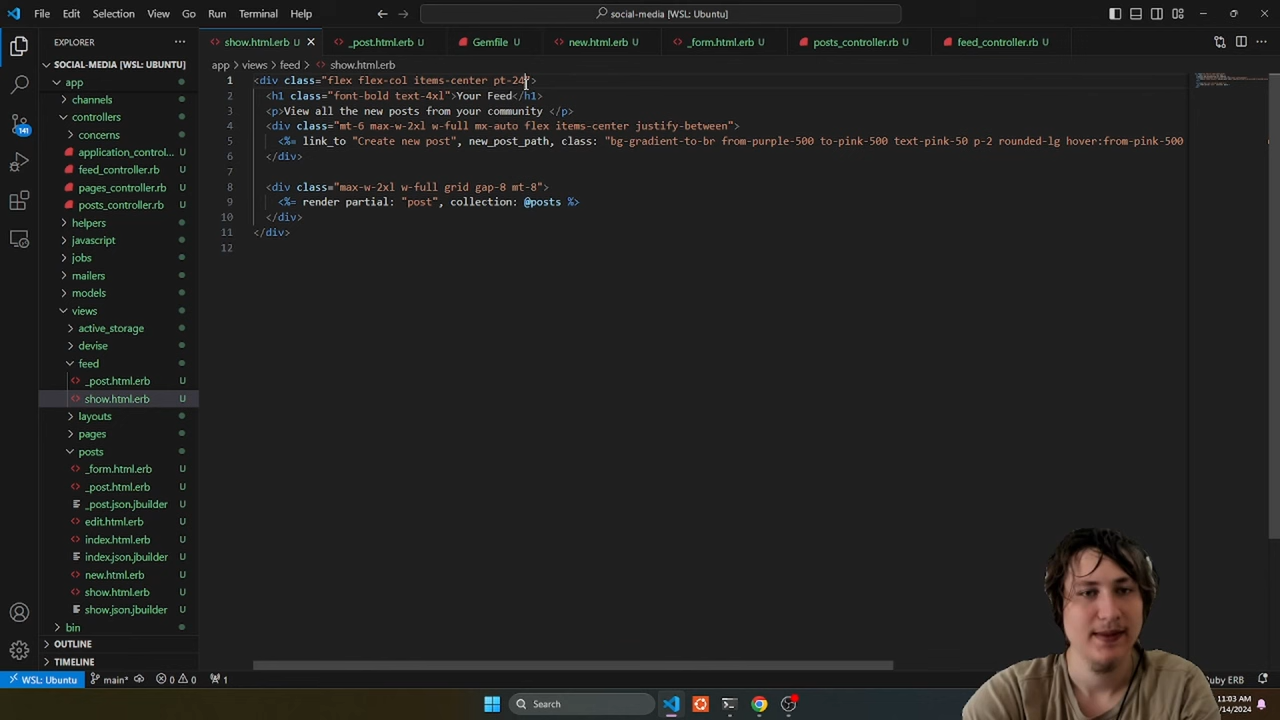 File Edit Selection View Go Run Terminal Help
social-media [WSL: Ubuntu]
EXPLORER
show.html.erb U
_post.html.erb U
Gemfile U
new.html.erb U
_form.html.erb U
posts_controller.rb U
feed_controller.rb U
app > views > feed > show.html.erb
SOCIAL-MEDIA [WSL: UBUNTU]
app
channels
controllers
concerns
application_control...
feed_controller.rb U
pages_controller.rb U
posts_controller.rb U
helpers
javascript
jobs
mailers
models
views
active_storage
devise
feed
_post.html.erb U
show.html.erb U
layouts
pages
posts
_form.html.erb U
_post.html.erb U
_post.json.jbuilder U
edit.html.erb U
index.html.erb U
index.json.jbuilder U
new.html.erb U
show.html.erb U
show.json.jbuilder U
bin
OUTLINE
TIMELINE
141
1 <div class="flex flex-col items-center pt-24">
2 <h1 class="font-bold text-4xl">Your Feed</h1>
3 <p>View all the new posts from your community </p>
4 <div class="mt-6 max-w-2xl w-full mx-auto flex items-center justify-between">
5 <%= link_to "Create new post", new_post_path, class: "bg-gradient-to-br from-purple-500 to-pink-500 text-pink-50 p-2 rounded-lg hover:from-pink-500
6 </div>
7
8 <div class="max-w-2xl w-full grid gap-8 mt-8">
9 <%= render partial: "post", collection: @posts %>
10 </div>
11 </div>
12
WSL: Ubuntu main* 0 0 1
Ruby ERB
Search
11:03 AM
/14/2024